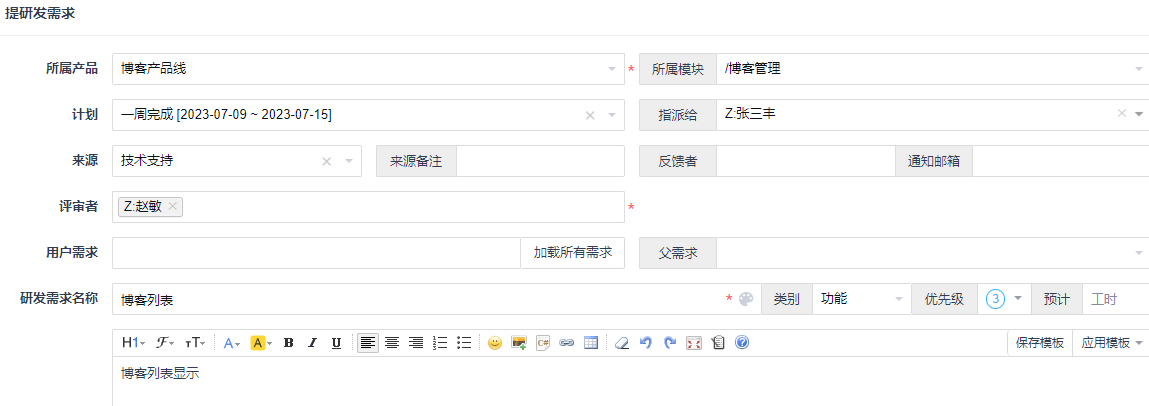 提研发需求
所属产品 博客产品线 * 所属模块 /博客管理
计划 一周完成 [2023-07-09 ~ 2023-07-15] × 指派给 Z:张三丰 ×
来源 技术支持 × 来源备注 反馈者 通知邮箱
评审者 Z:赵敏 × *
用户需求 加载所有需求 父需求
研发需求名称 博客列表 * 类别 功能 优先级 3 预计 工时
H1 ℱ тT A A B I U C# 保存模板 应用模板
博客列表显示